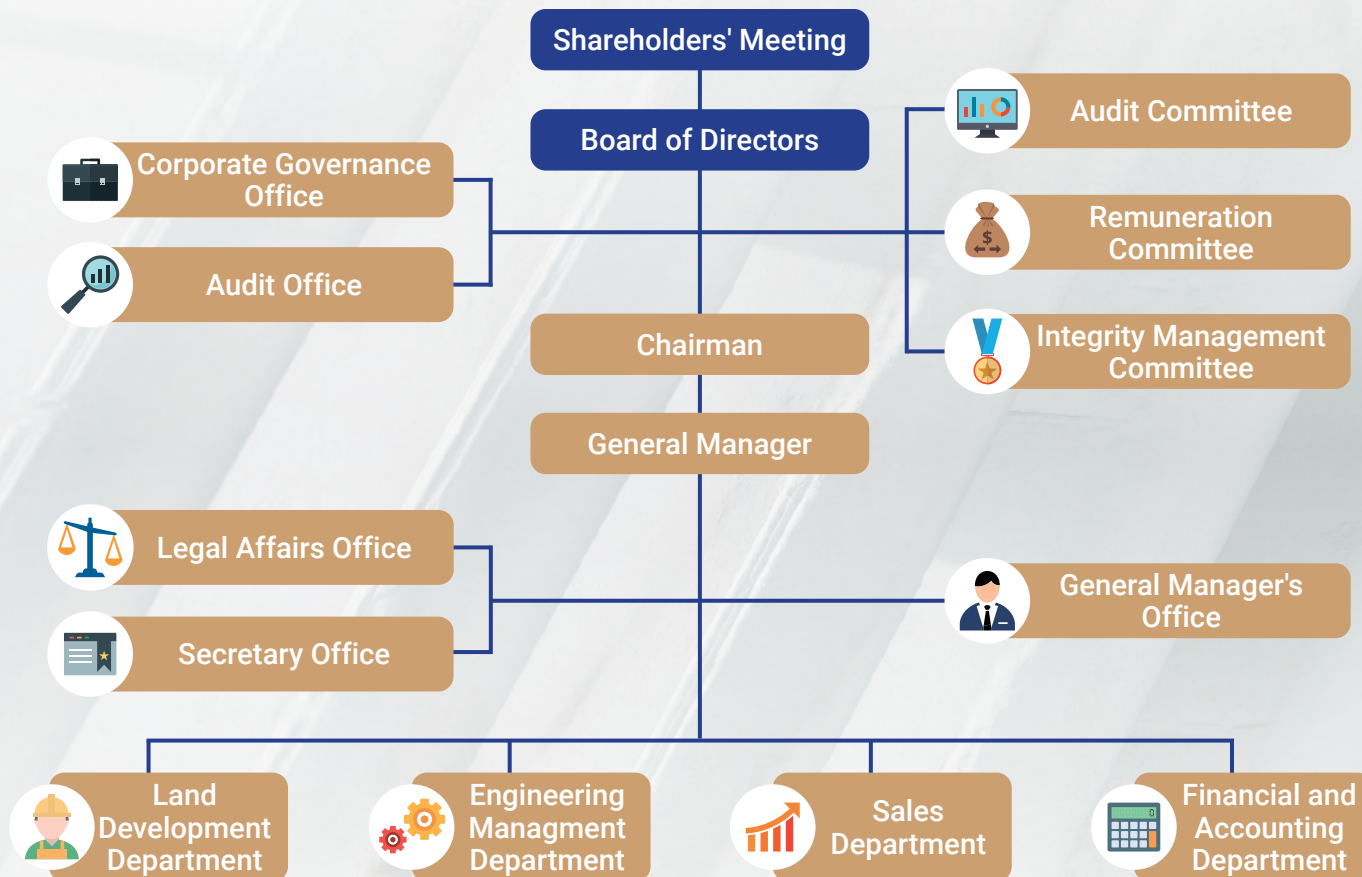 Shareholders' Meeting
Board of Directors
Corporate Governance
Office
Audit Office
Audit Committee
Remuneration
Committee
Integrity Management
Committee
Chairman
General Manager
Legal Affairs Office
Secretary Office
General Manager's
Office
Land
Development
Department
Engineering
Managment
Department
Sales
Department
Financial and
Accounting
Department